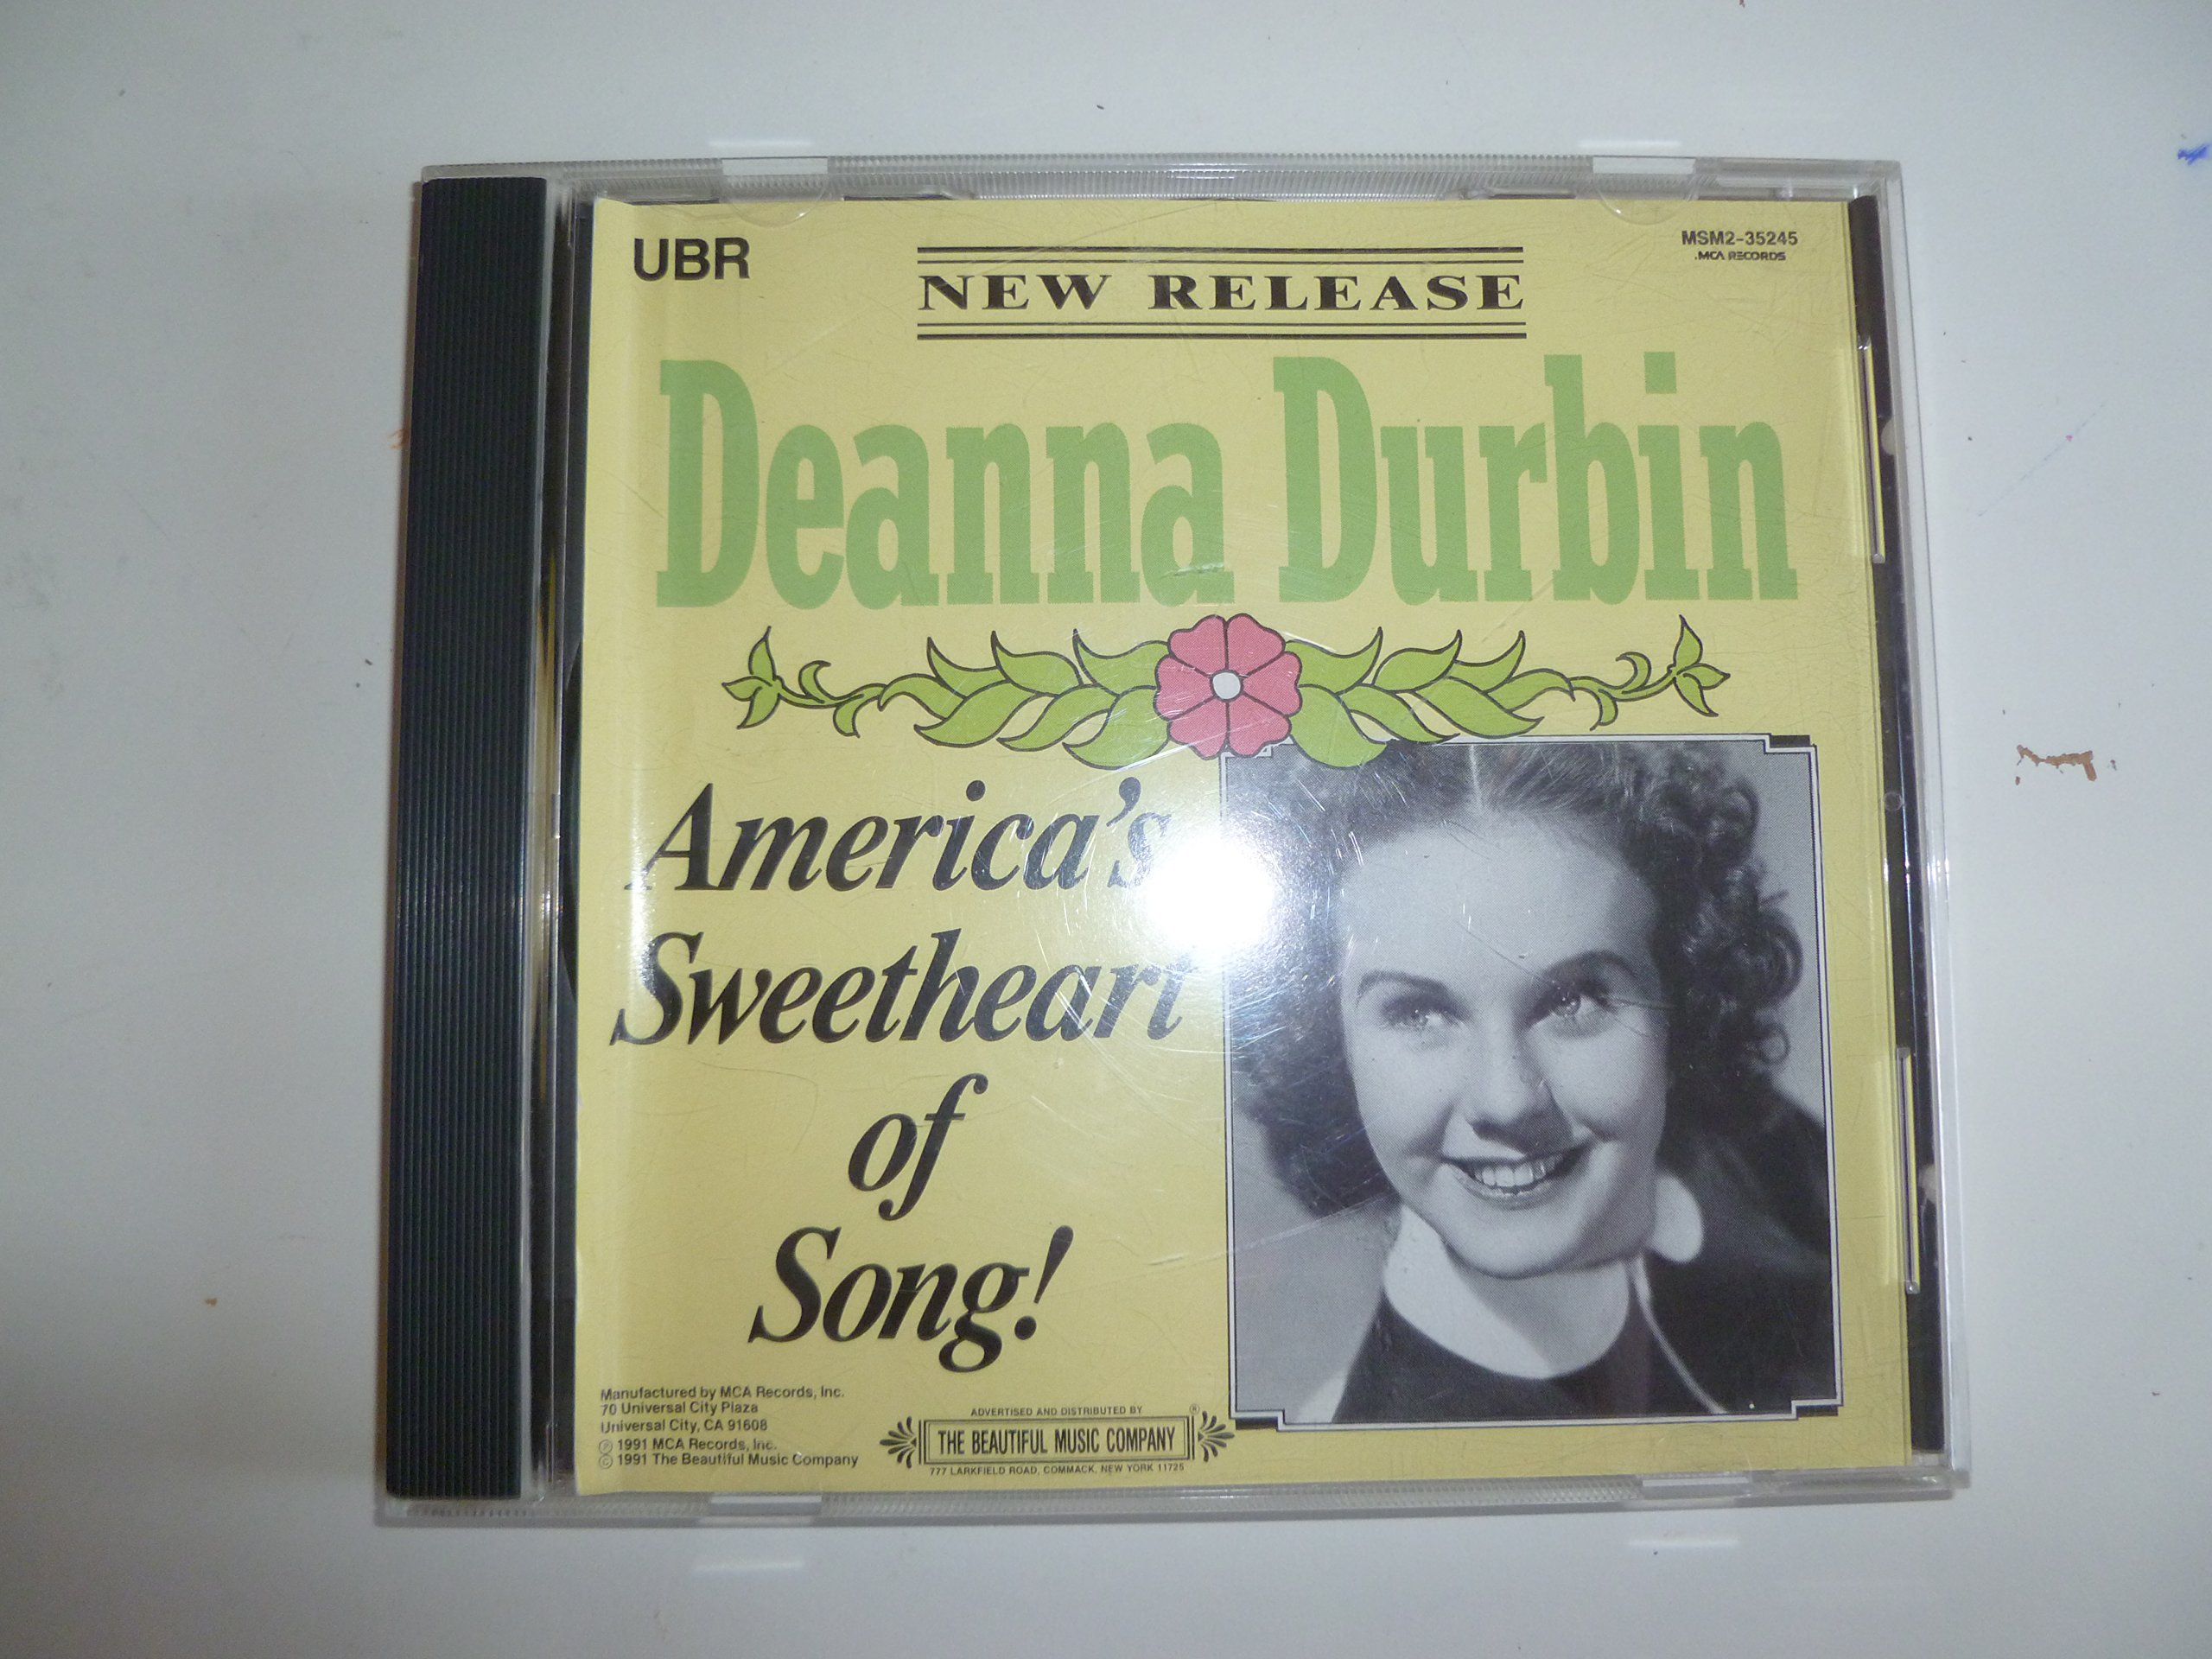 UBR
NEW RELEASE
MSM2-35245
MCA RECORDS
Deanna Durbin
America's
Sweetheart
of
Song!
Manufactured by MCA Records, Inc.
70 Universal City Plaza
Universal City, CA 91608
℗ 1991 MCA Records, Inc.
© 1991 The Beautiful Music Company
ADVERTISED AND DISTRIBUTED BY
THE BEAUTIFUL MUSIC COMPANY ®
777 LARKFIELD ROAD, COMMACK, NEW YORK 11725